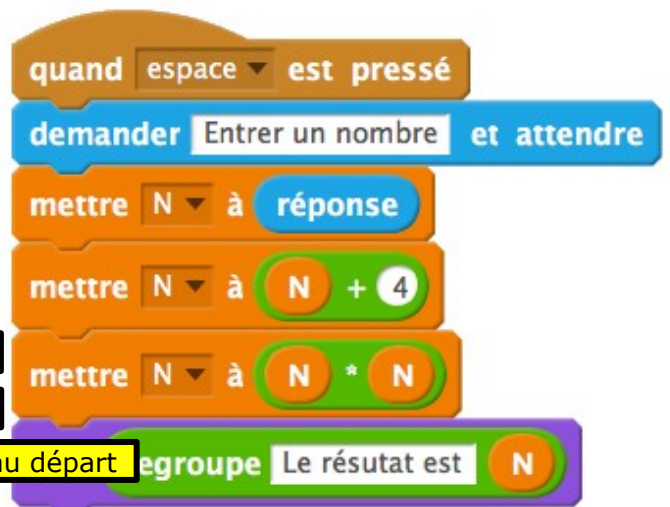 quand espace est pressé
demander Entrer un nombre et attendre
mettre N à réponse
mettre N à N + 4
mettre N à N * N
au départ egroupe Le résutat est N